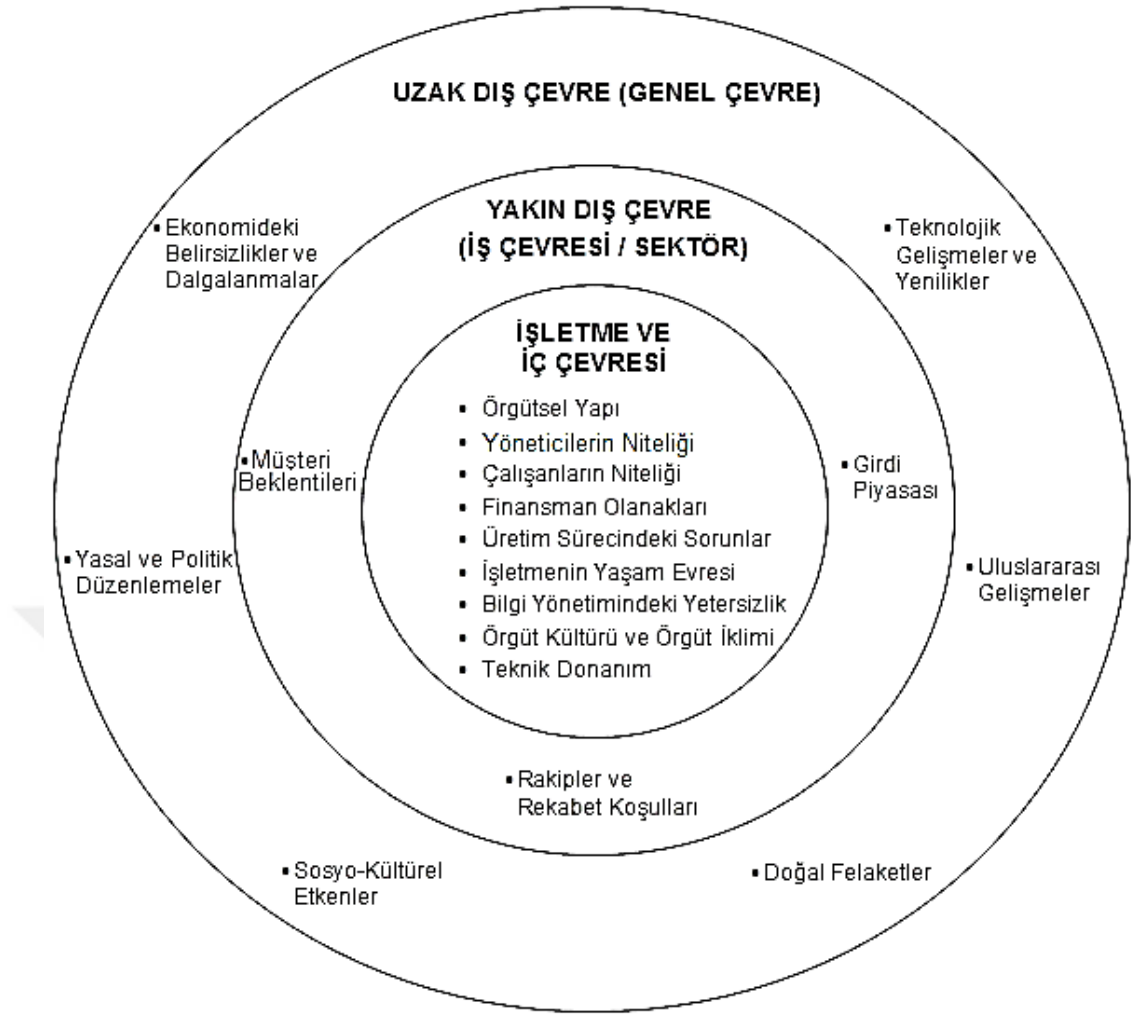 UZAK DIŞ ÇEVRE (GENEL ÇEVRE)
YAKIN DIŞ ÇEVRE
(İŞ ÇEVRESİ / SEKTÖR)
▪ Ekonomideki
Belirsizlikler ve
Dalgalanmalar
▪ Teknolojik
Gelişmeler ve
Yenilikler
İŞLETME VE
İÇ ÇEVRESİ
▪ Örgütsel Yapı
▪ Yöneticilerin Niteliği
▪ Çalışanların Niteliği
▪ Finansman Olanakları
▪ Üretim Sürecindeki Sorunlar
▪ İşletmenin Yaşam Evresi
▪ Bilgi Yönetimindeki Yetersizlik
▪ Örgüt Kültürü ve Örgüt İklimi
▪ Teknik Donanım
▪ Müşteri
Beklentileri
▪ Girdi
Piyasası
▪ Yasal ve Politik
Düzenlemeler
▪ Uluslararası
Gelişmeler
▪ Rakipler ve
Rekabet Koşulları
▪ Sosyo-Kültürel
Etkenler
▪ Doğal Felaketler